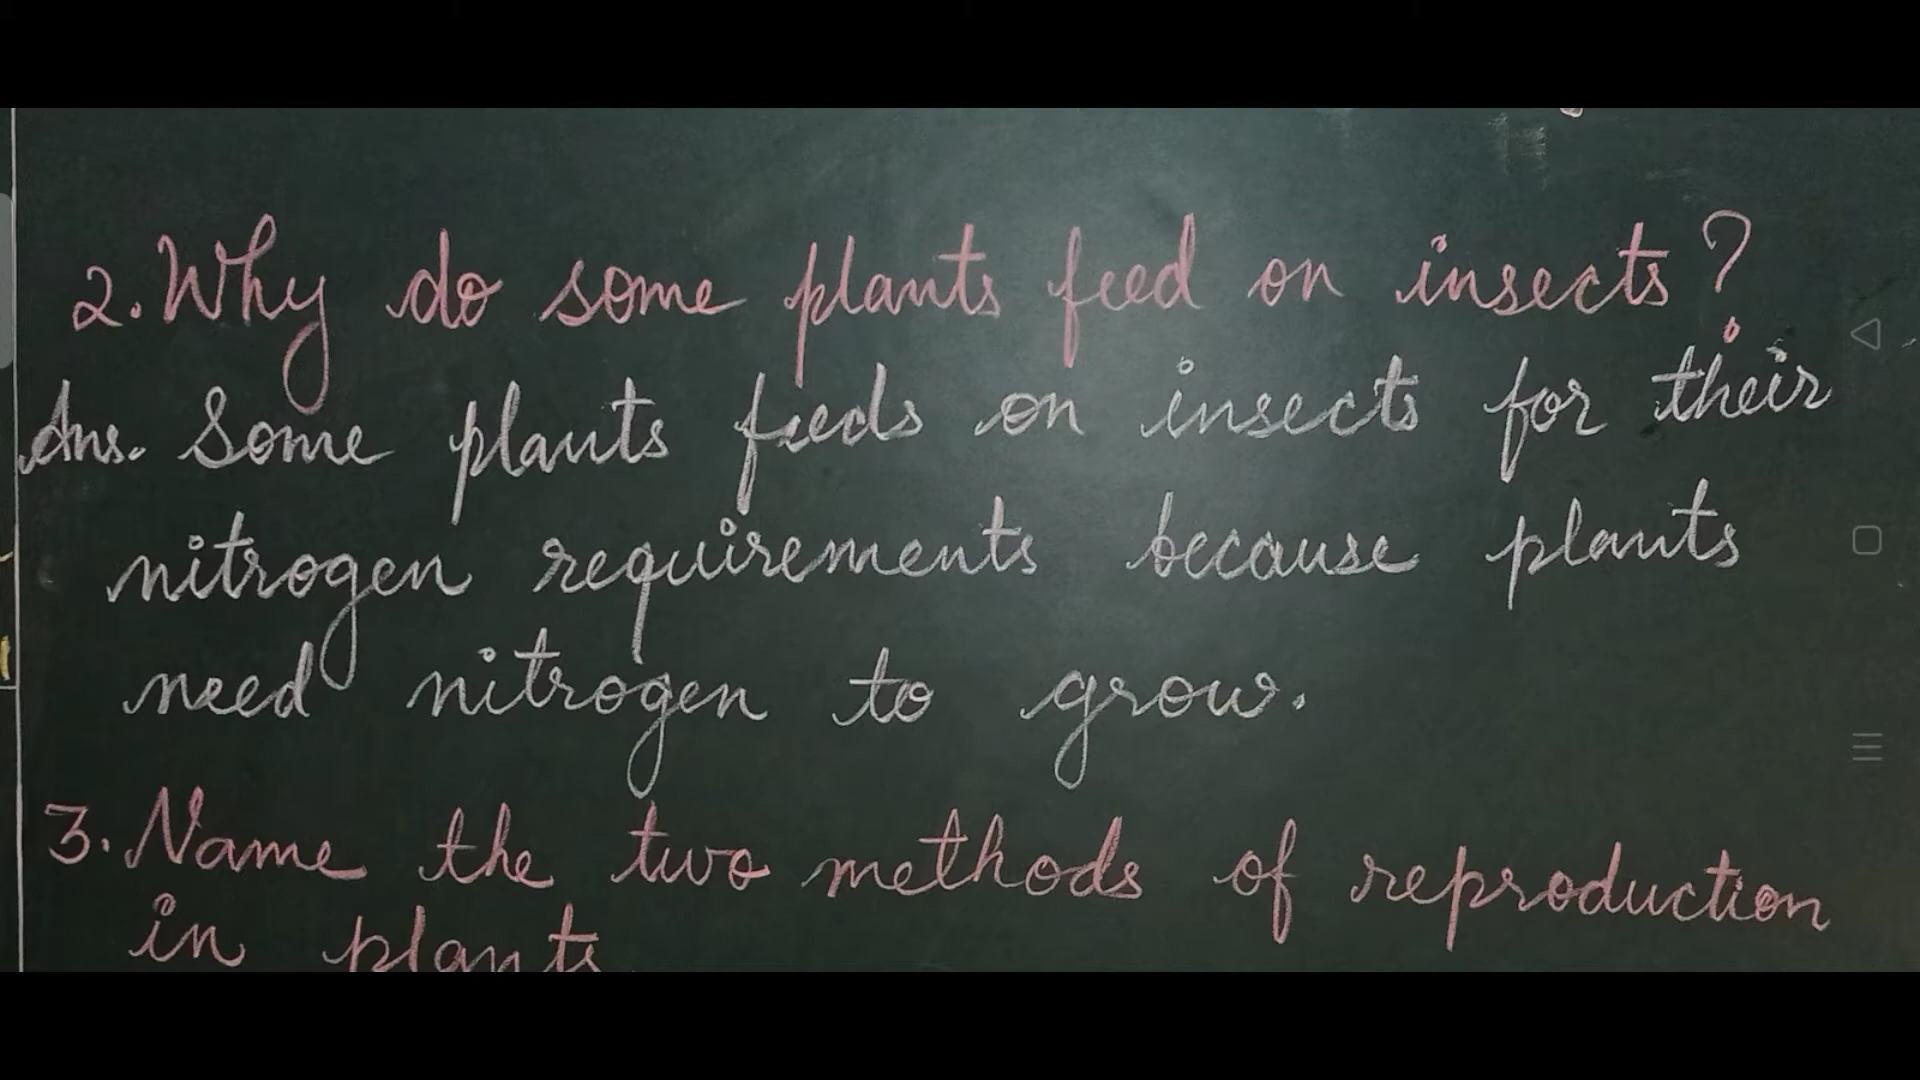 2. Why do some plants feed on insects?
Ans. Some plants feeds on insects for their
nitrogen requirements because plants
need nitrogen to grow.
3. Name the two methods of reproduction
in plants